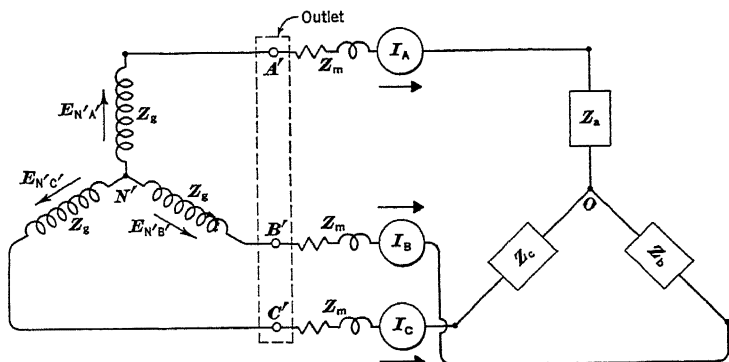 Outlet
A'
Z_m
I_A
E_N'A'
Z_g
Z_a
E_N'C'
N'
Z_g
Z_g
E_N'B'
B'
Z_m
I_B
O
Z_c
Z_b
C'
Z_m
I_C